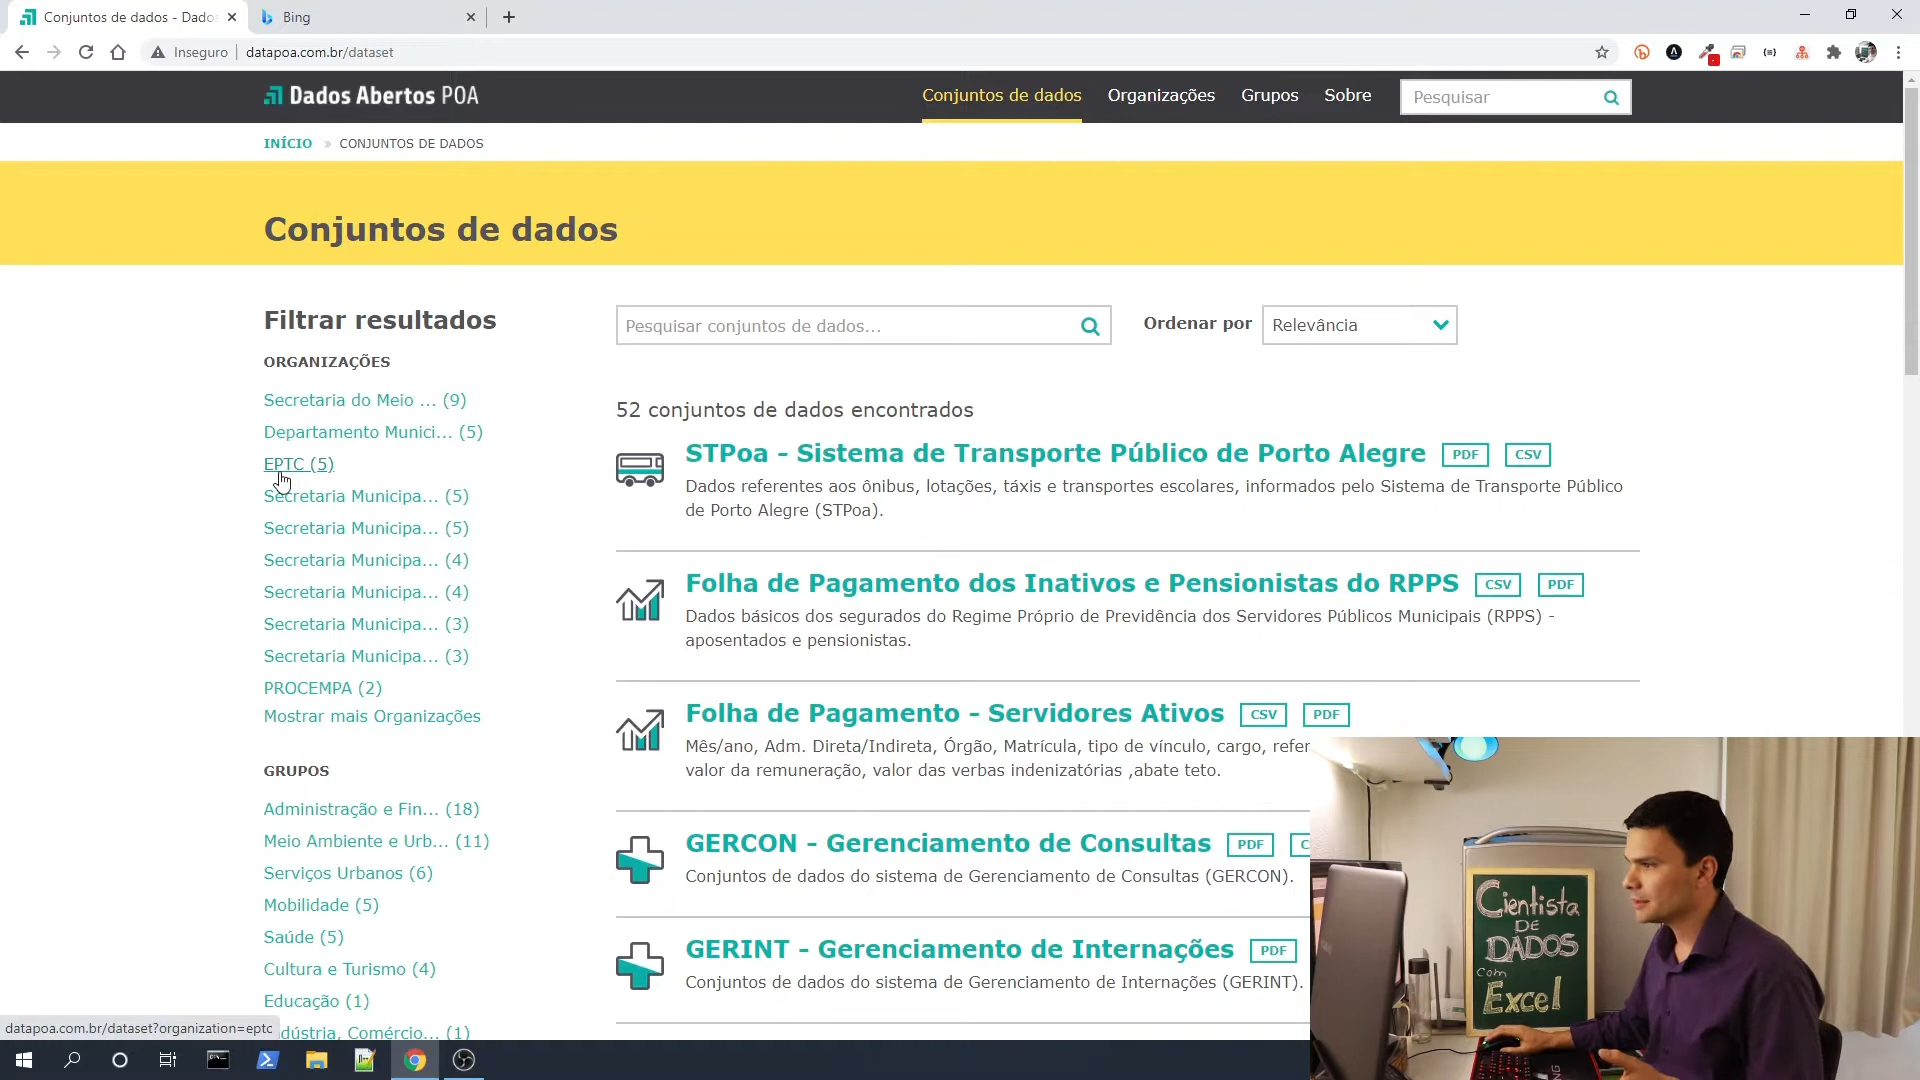 Conjuntos de dados - Dados
Bing
Inseguro
datapoa.com.br/dataset
Dados Abertos POA
Conjuntos de dados
Organizações
Grupos
Sobre
Pesquisar
INÍCIO » CONJUNTOS DE DADOS
Conjuntos de dados
Filtrar resultados
ORGANIZAÇÕES
Secretaria do Meio ... (9)
Departamento Munici... (5)
EPTC (5)
Secretaria Municipa... (5)
Secretaria Municipa... (5)
Secretaria Municipa... (4)
Secretaria Municipa... (4)
Secretaria Municipa... (3)
Secretaria Municipa... (3)
PROCEMPA (2)
Mostrar mais Organizações
GRUPOS
Administração e Fin... (18)
Meio Ambiente e Urb... (11)
Serviços Urbanos (6)
Mobilidade (5)
Saúde (5)
Cultura e Turismo (4)
Educação (1)
dústria, Comércio... (1)
datapoa.com.br/dataset?organization=eptc
Pesquisar conjuntos de dados...
Ordenar por
Relevância
52 conjuntos de dados encontrados
STPoa - Sistema de Transporte Público de Porto Alegre PDF CSV
Dados referentes aos ônibus, lotações, táxis e transportes escolares, informados pelo Sistema de Transporte Público
de Porto Alegre (STPoa).
Folha de Pagamento dos Inativos e Pensionistas do RPPS CSV PDF
Dados básicos dos segurados do Regime Próprio de Previdência dos Servidores Públicos Municipais (RPPS) -
aposentados e pensionistas.
Folha de Pagamento - Servidores Ativos CSV PDF
Mês/ano, Adm. Direta/Indireta, Órgão, Matrícula, tipo de vínculo, cargo, refer
valor da remuneração, valor das verbas indenizatórias ,abate teto.
GERCON - Gerenciamento de Consultas PDF C
Conjuntos de dados do sistema de Gerenciamento de Consultas (GERCON).
GERINT - Gerenciamento de Internações PDF
Conjuntos de dados do sistema de Gerenciamento de Internações (GERINT).
Cientista
DE
DADOS
com
Excel